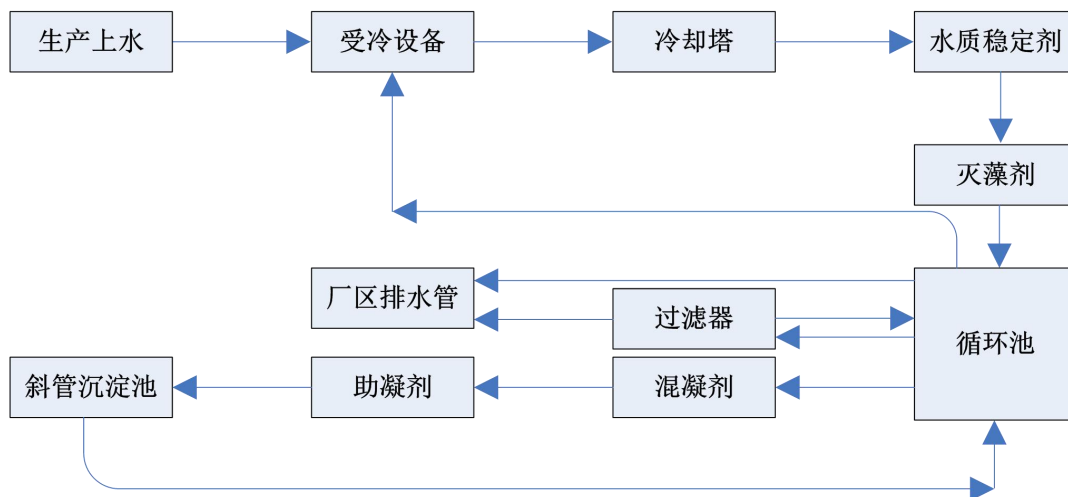 生产上水
受冷设备
冷却塔
水质稳定剂
灭藻剂
厂区排水管
过滤器
循环池
斜管沉淀池
助凝剂
混凝剂